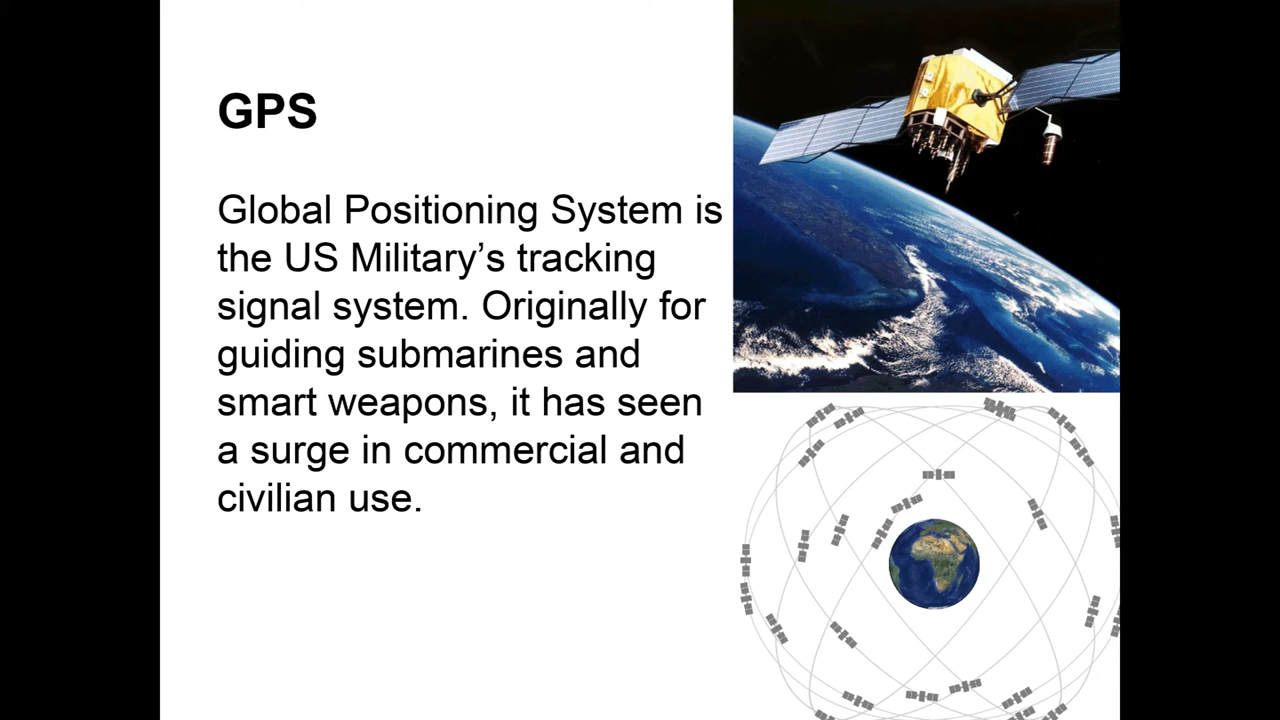 GPS
Global Positioning System is
the US Military’s tracking
signal system. Originally for
guiding submarines and
smart weapons, it has seen
a surge in commercial and
civilian use.